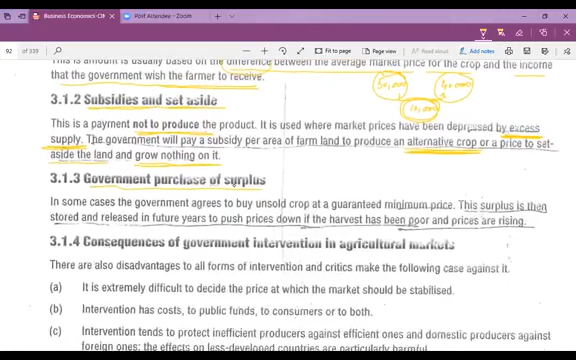 Business Economics-Cl
Post Attendee - Zoom
92
of 339
Fit to page
Page view
Read aloud
Add notes
This is amount is usually based on the difference between the average market price for the crop and the income
that the government wish the farmer to receive.
50,000
40,000
10,000
3.1.2 Subsidies and set aside
This is a payment not to produce the product. It is used where market prices have been depressed by excess
supply. The government will pay a subsidy per area of farm land to produce an alternative crop or a price to set-
aside the land and grow nothing on it.
3.1.3 Government purchase of surplus
In some cases the government agrees to buy unsold crop at a guaranteed minimum price. This surplus is then
stored and released in future years to push prices down if the harvest has been poor and prices are rising.
3.1.4 Consequences of government intervention in agricultural markets
There are also disadvantages to all forms of intervention and critics make the following case against it.
(a) It is extremely difficult to decide the price at which the market should be stabilised.
(b) Intervention has costs, to public funds, to consumers or to both.
(c) Intervention tends to protect inefficient producers against efficient ones and domestic producers against
foreign ones: the effects on less-developed countries are particularly harmful.